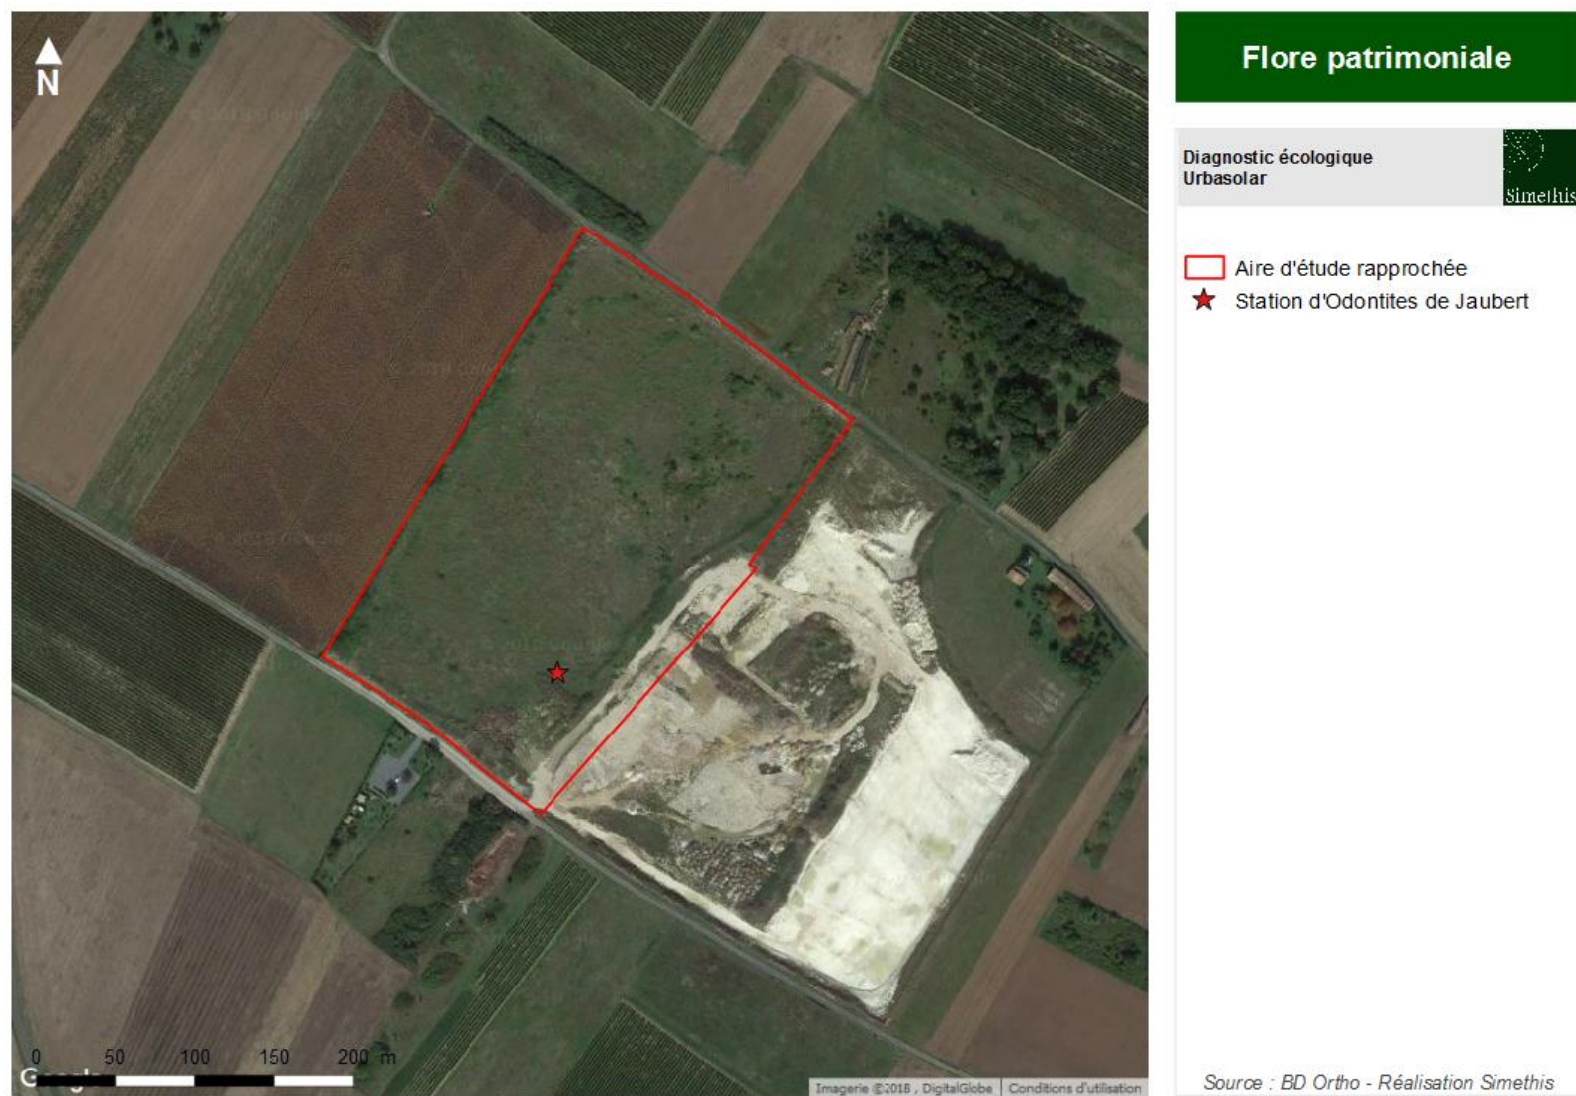 N
Flore patrimoniale
Diagnostic écologique
Urbasolar
Simethis
Aire d'étude rapprochée
Station d'Odontites de Jaubert
0 50 100 150 200 m
Google
Imagerie ©2018 , DigitalGlobe Conditions d'utilisation
Source : BD Ortho - Réalisation Simethis